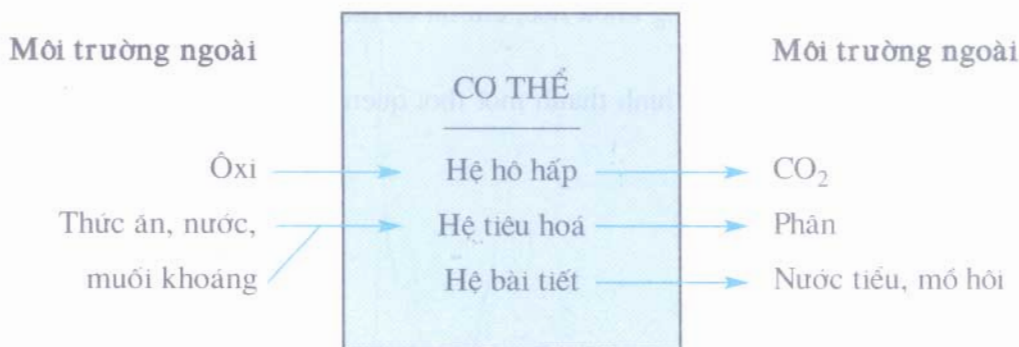 Môi trường ngoài
Môi trường ngoài
CƠ THỂ
Ôxi Hệ hô hấp CO₂
Thức ăn, nước, Hệ tiêu hoá Phân
muối khoáng Hệ bài tiết Nước tiểu, mồ hôi